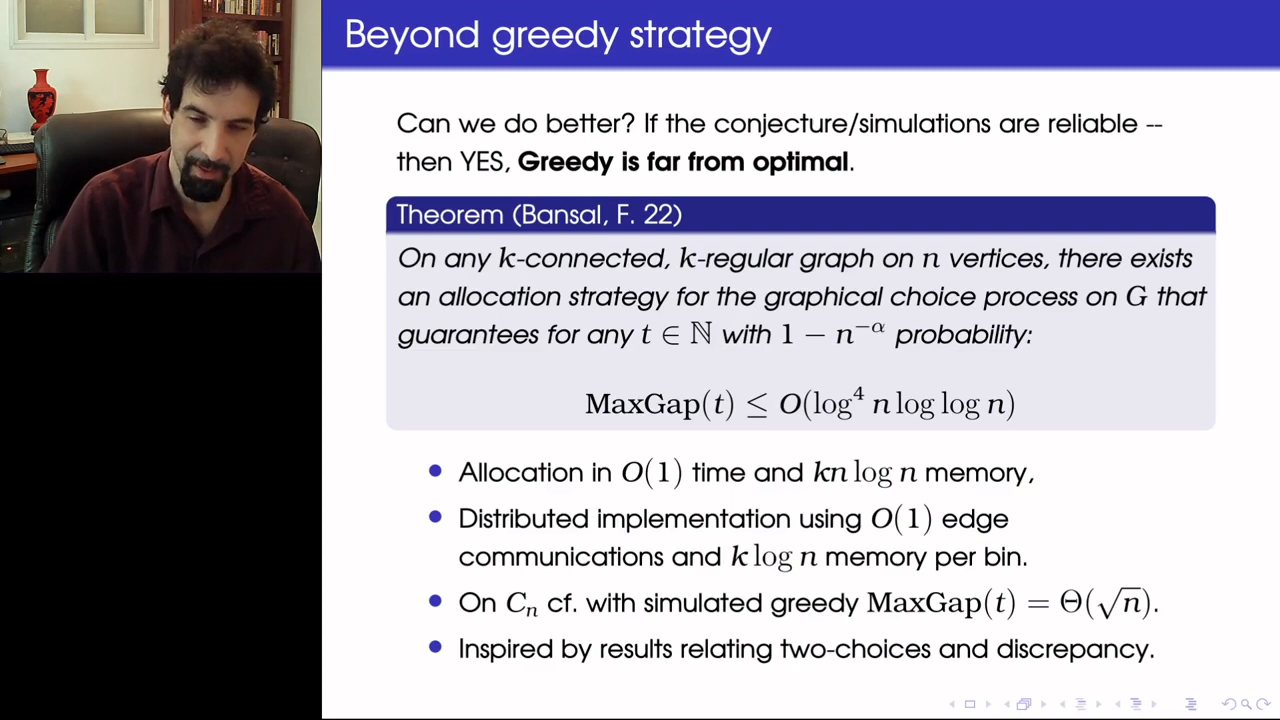 Beyond greedy strategy
Can we do better? If the conjecture/simulations are reliable --
then YES, Greedy is far from optimal.
Theorem (Bansal, F. 22)
On any k-connected, k-regular graph on n vertices, there exists
an allocation strategy for the graphical choice process on G that
guarantees for any t ∈ ℕ with 1 − n^{−α} probability:
MaxGap(t) ≤ O(log⁴ n log log n)
• Allocation in O(1) time and kn log n memory,
• Distributed implementation using O(1) edge
communications and k log n memory per bin.
• On Cₙ cf. with simulated greedy MaxGap(t) = Θ(√n).
• Inspired by results relating two-choices and discrepancy.